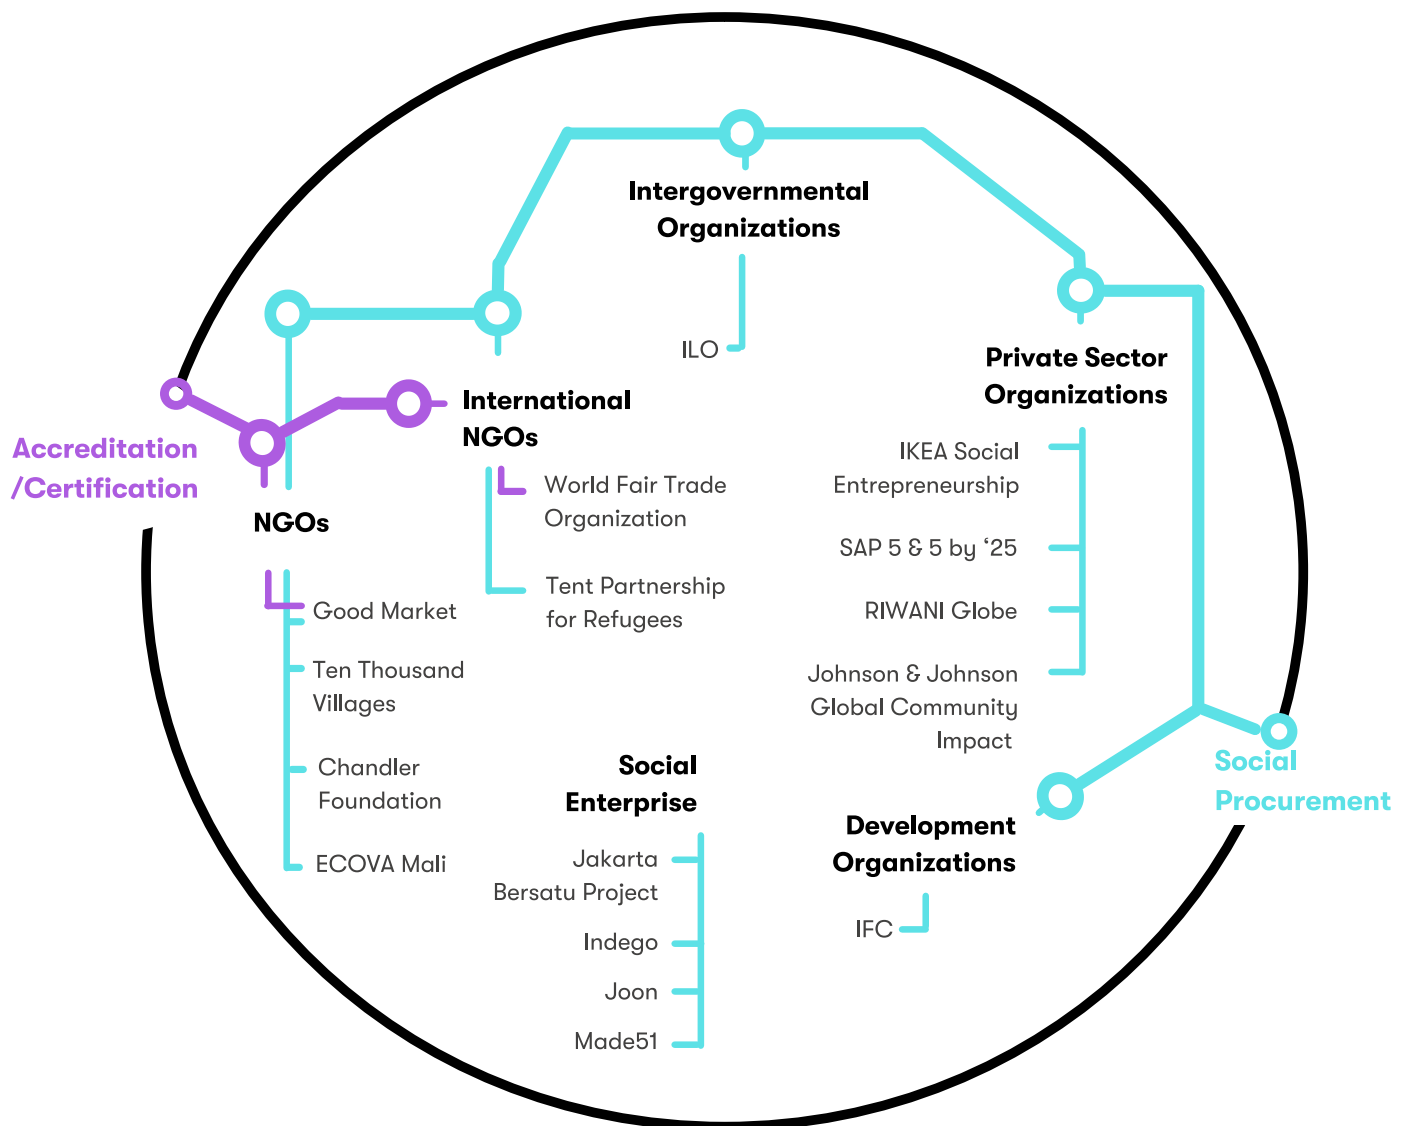 Intergovernmental
Organizations
ILO
Private Sector
Organizations
IKEA Social
Entrepreneurship
SAP 5 & 5 by ‘25
RIWANI Globe
Johnson & Johnson
Global Community
Impact
International
NGOs
World Fair Trade
Organization
Tent Partnership
for Refugees
Accreditation
/Certification
NGOs
Good Market
Ten Thousand
Villages
Chandler
Foundation
ECOVA Mali
Social
Enterprise
Jakarta
Bersatu Project
Indego
Joon
Made51
Development
Organizations
IFC
Social
Procurement